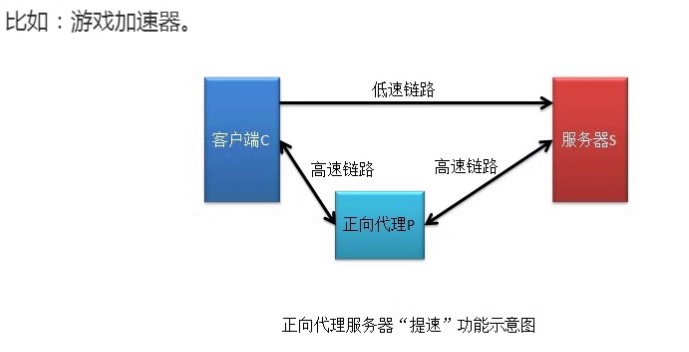 比如：游戏加速器。
低速链路
客户端C
服务器S
高速链路
高速链路
正向代理P
正向代理服务器“提速”功能示意图